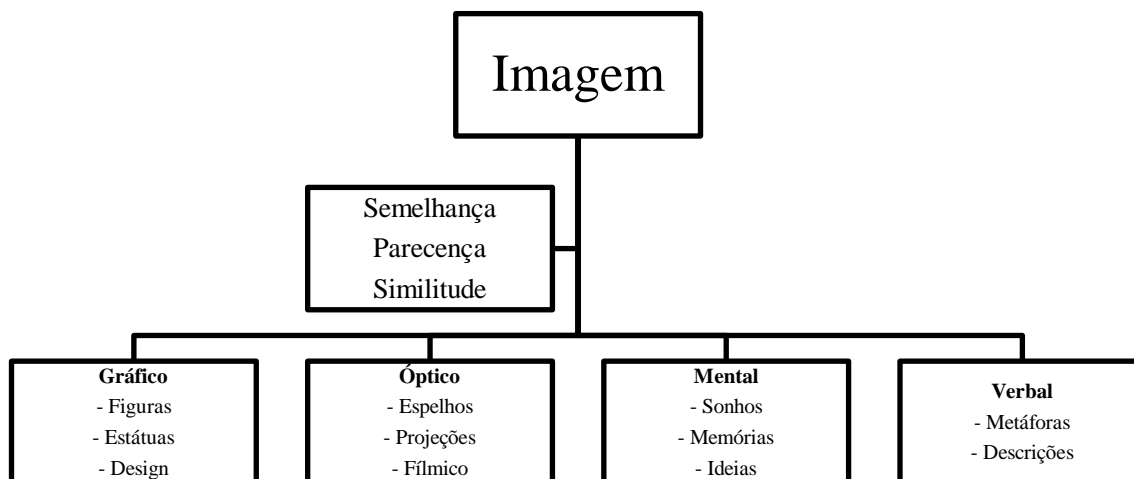 Imagem
Semelhança
Parecença
Similitude
Gráfico
- Figuras
- Estátuas
- Design
Óptico
- Espelhos
- Projeções
- Fílmico
Mental
- Sonhos
- Memórias
- Ideias
Verbal
- Metáforas
- Descrições